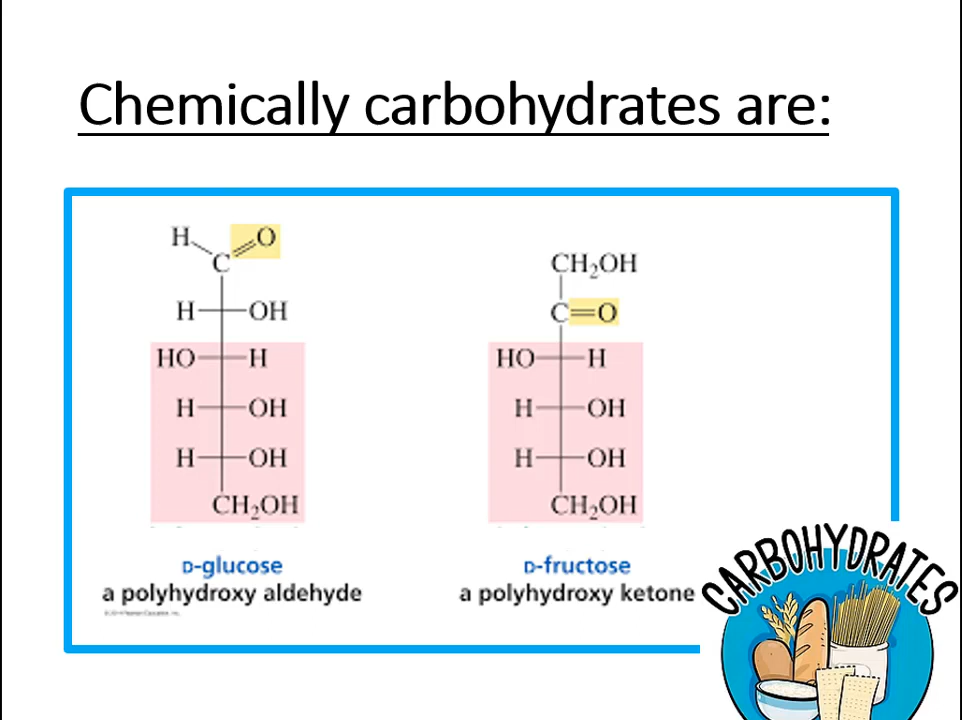 Chemically carbohydrates are:
H
O
C
H
OH
HO
H
H
OH
H
OH
CH₂OH
D-glucose
a polyhydroxy aldehyde
CH₂OH
C=O
HO
H
H
OH
H
OH
CH₂OH
D-fructose
a polyhydroxy ketone
CARBOHYDRATES